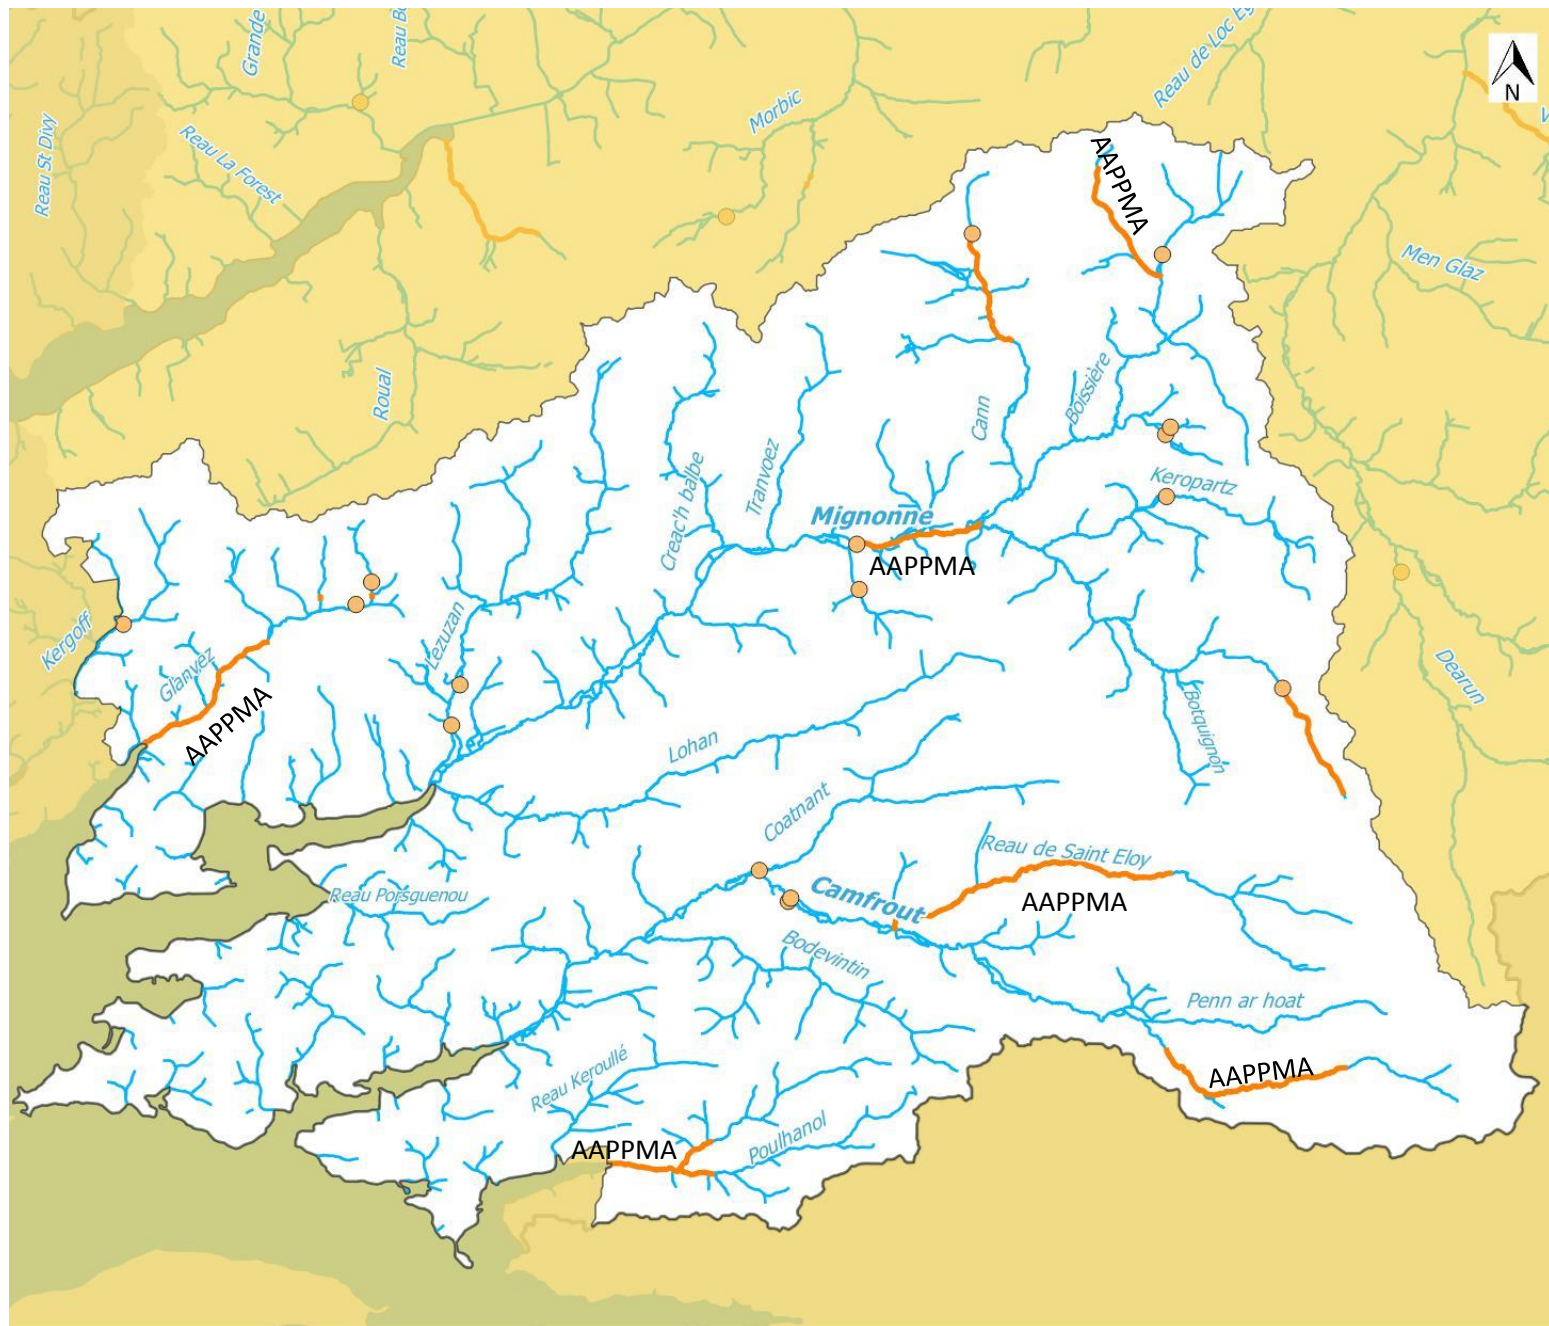 Grande
Reau de Loc Eg
N
Morbic
Reau St Divy
Reau La Forest
AAPPMA
Men Glaz
Roual
Boissière
Cann
Tranvoez
Creac'h balbe
Keropartz
Mignonne
AAPPMA
Kergoff
Lezuzan
Glanvez
AAPPMA
Dearun
Botquignon
Lohan
Coatnant
Reau de Saint Eloy
Reau Porsguenou
Camfrout
AAPPMA
Bodevintin
Penn ar hoat
Reau Keroullé
AAPPMA
Poulhanol
AAPPMA